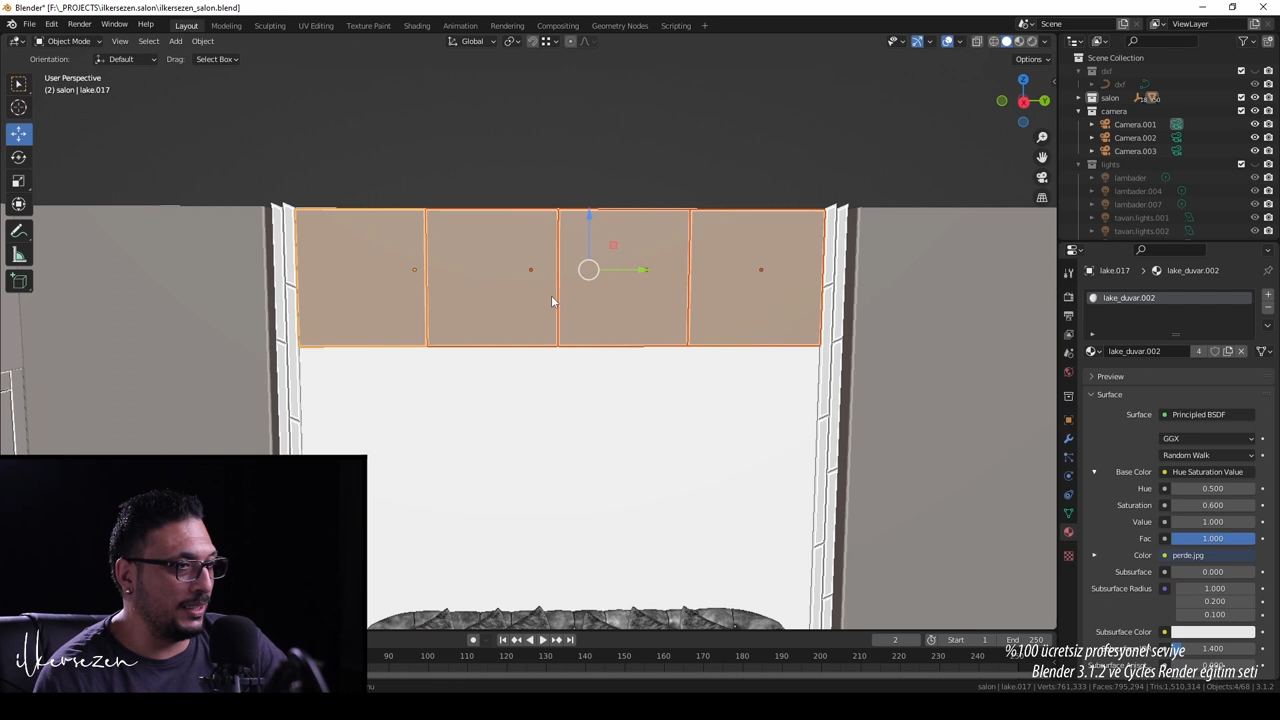 Blender* [F:\_PROJECTS\ilkersezen.salon\ilkersezen_salon.blend]
File Edit Render Window Help Layout Modeling Sculpting UV Editing Texture Paint Shading Animation Rendering Compositing Geometry Nodes Scripting + Scene ViewLayer
Object Mode View Select Add Object Global
Orientation: Default Drag: Select Box Options
User Perspective
(2) salon | lake.017
Z
Y
X
Scene Collection
dxf
dxf
salon
camera
Camera.001
Camera.002
Camera.003
lights
lambader
lambader.004
lambader.007
tavan.lights.001
tavan.lights.002
lake.017 lake_duvar.002
lake_duvar.002
lake_duvar.002 4
Preview
Surface
Surface Principled BSDF
GGX
Random Walk
Base Color Hue Saturation Value
Hue 0.500
Saturation 0.600
Value 1.000
Fac 1.000
Color perde.jpg
Subsurface 0.000
Subsurface Radius 1.000
0.200
0.100
Subsurface Color
1.400
2 Start 1 End 250
90 100 110 120 130 140 150 160 170 180 190 200 210 220 230 240
ilkersezen
%100 ücretsiz profesyonel seviye
Blender 3.1.2 ve Cycles Render eğitim seti
salon | lake.017 Verts:761,333 Faces:795,294 Tris:1,510,314 Objects:4/68 3.1.2